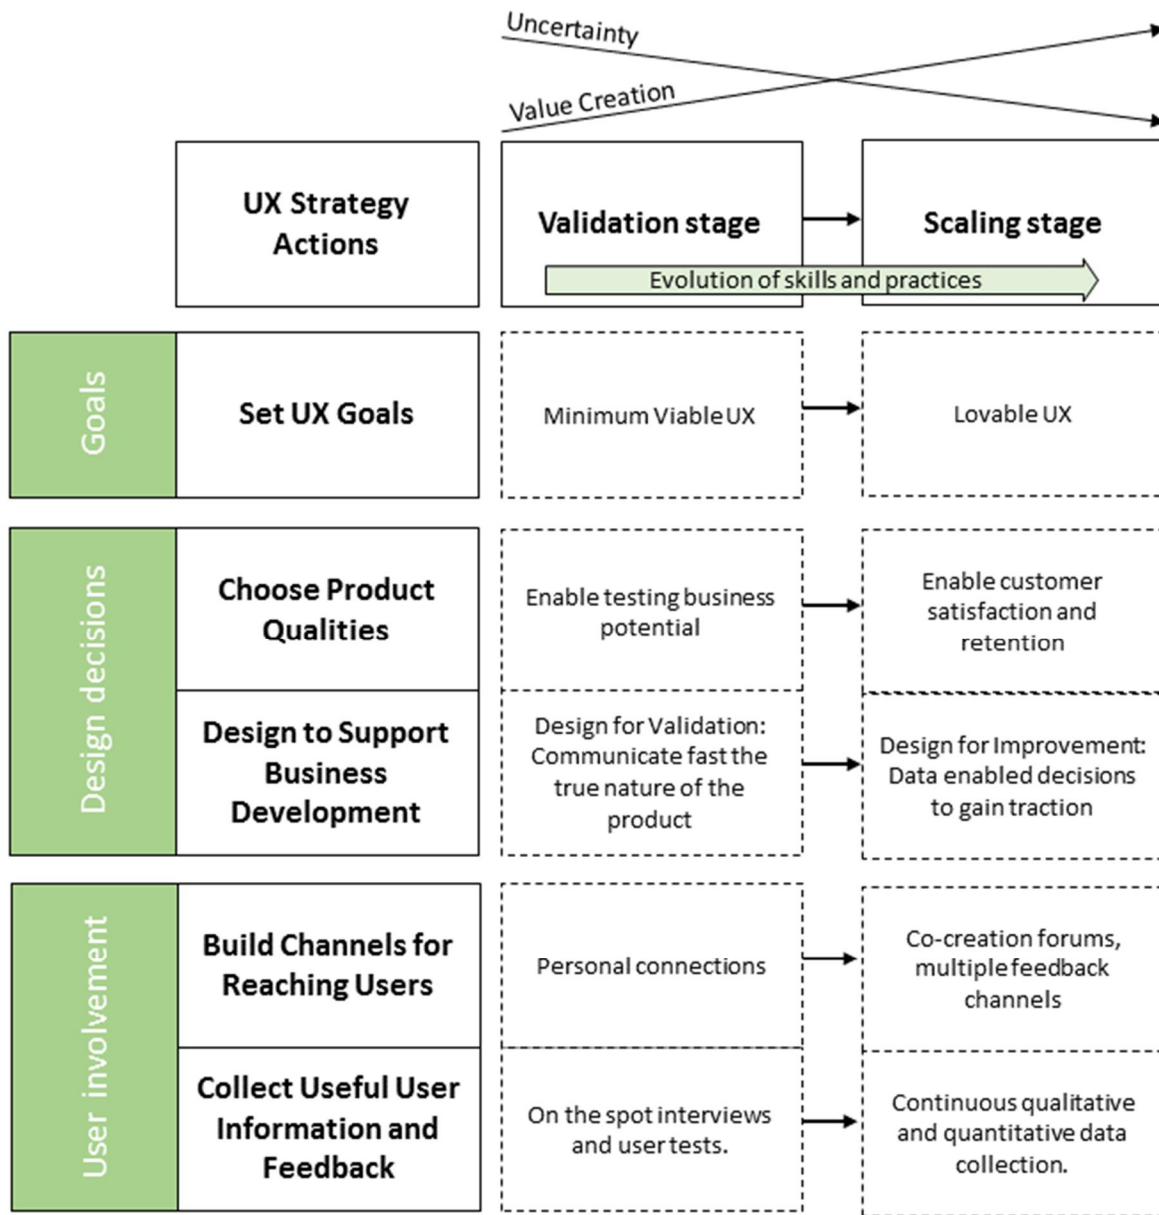 Uncertainty
Value Creation
UX Strategy
Actions
Validation stage
Scaling stage
Evolution of skills and practices
Goals
Set UX Goals
Minimum Viable UX
Lovable UX
Design decisions
Choose Product
Qualities
Enable testing business
potential
Enable customer
satisfaction and
retention
Design to Support
Business
Development
Design for Validation:
Communicate fast the
true nature of the
product
Design for Improvement:
Data enabled decisions
to gain traction
User involvement
Build Channels for
Reaching Users
Personal connections
Co-creation forums,
multiple feedback
channels
Collect Useful User
Information and
Feedback
On the spot interviews
and user tests.
Continuous qualitative
and quantitative data
collection.